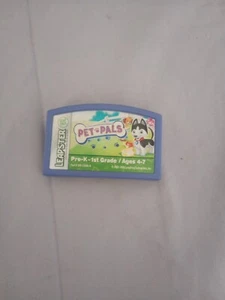 LEAPSTER
PET PALS
Pre-K - 1st Grade / Ages 4-7